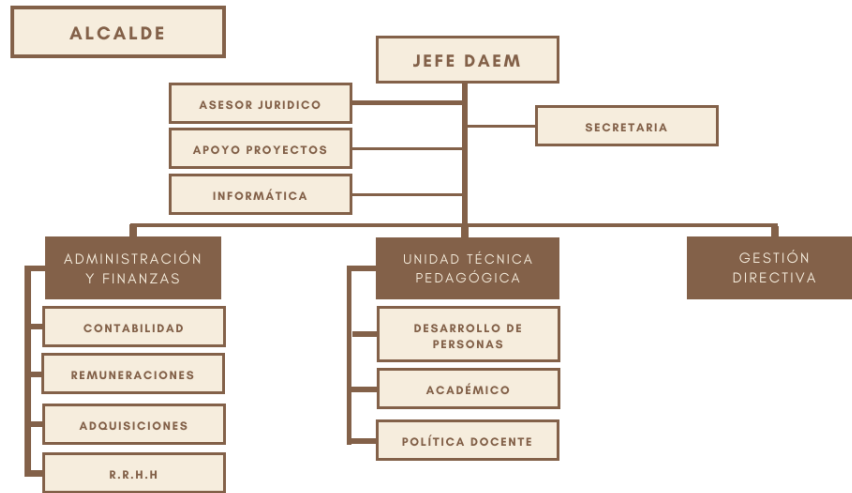 ALCALDE
JEFE DAEM
ASESOR JURIDICO
SECRETARIA
APOYO PROYECTOS
INFORMÁTICA
ADMINISTRACIÓN
Y FINANZAS
CONTABILIDAD
REMUNERACIONES
ADQUISICIONES
R.R.H.H
UNIDAD TÉCNICA
PEDAGÓGICA
DESARROLLO DE
PERSONAS
ACADÉMICO
POLÍTICA DOCENTE
GESTIÓN
DIRECTIVA